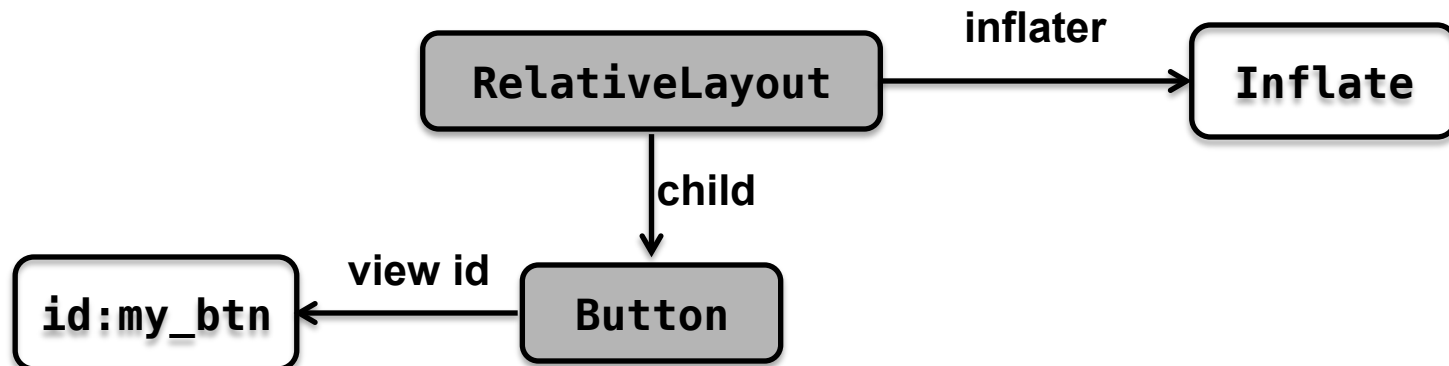 inflater
RelativeLayout
Inflate
child
view id
id:my_btn
Button